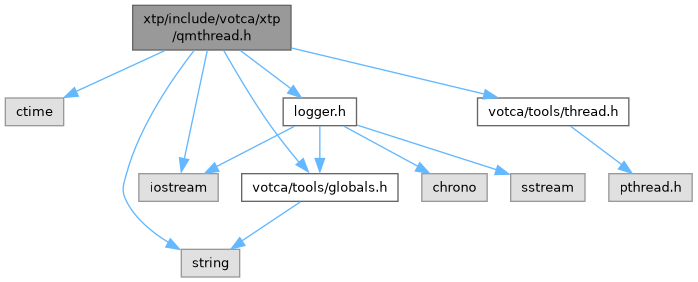 xtp/include/votca/xtp
/qmthread.h
ctime
logger.h
votca/tools/thread.h
iostream
votca/tools/globals.h
chrono
sstream
pthread.h
string